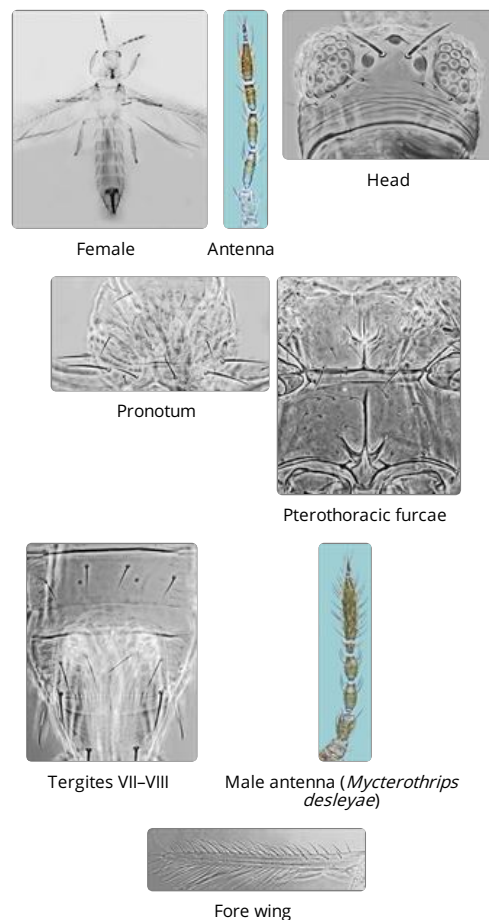 Female
Antenna
Head
Pronotum
Pterothoracic furcae
Tergites VII–VIII
Male antenna (Mycterothrips
desleyae)
Fore wing